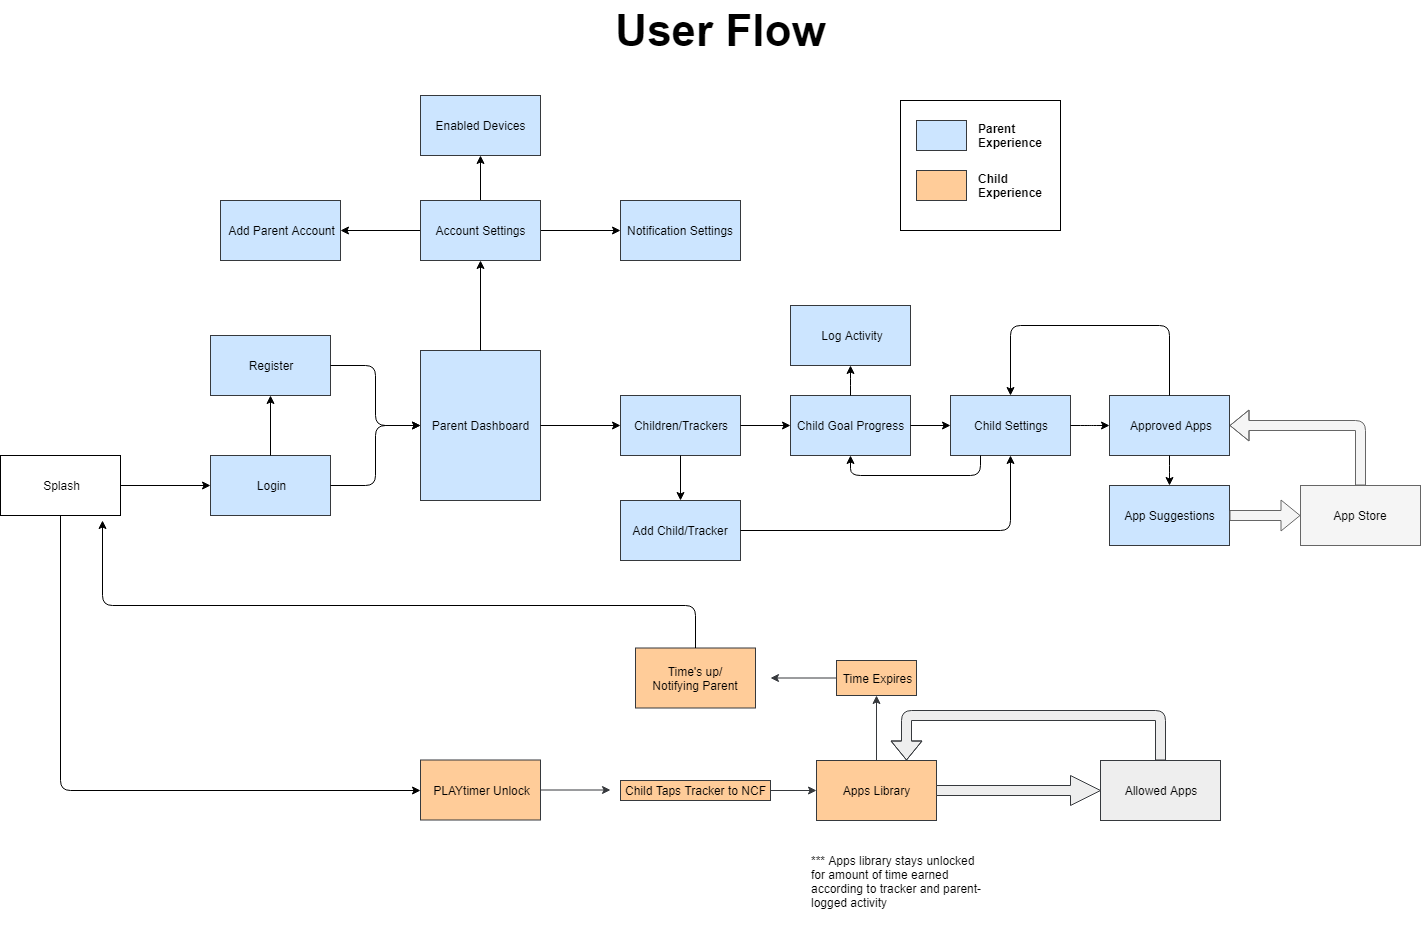 User Flow
Enabled Devices
Parent
Experience
Child
Experience
Add Parent Account
Account Settings
Notification Settings
Log Activity
Register
Parent Dashboard
Children/Trackers
Child Goal Progress
Child Settings
Approved Apps
Splash
Login
Add Child/Tracker
App Suggestions
App Store
Time's up/
Notifying Parent
Time Expires
PLAYtimer Unlock
Child Taps Tracker to NCF
Apps Library
Allowed Apps
*** Apps library stays unlocked
for amount of time earned
according to tracker and parent-
logged activity